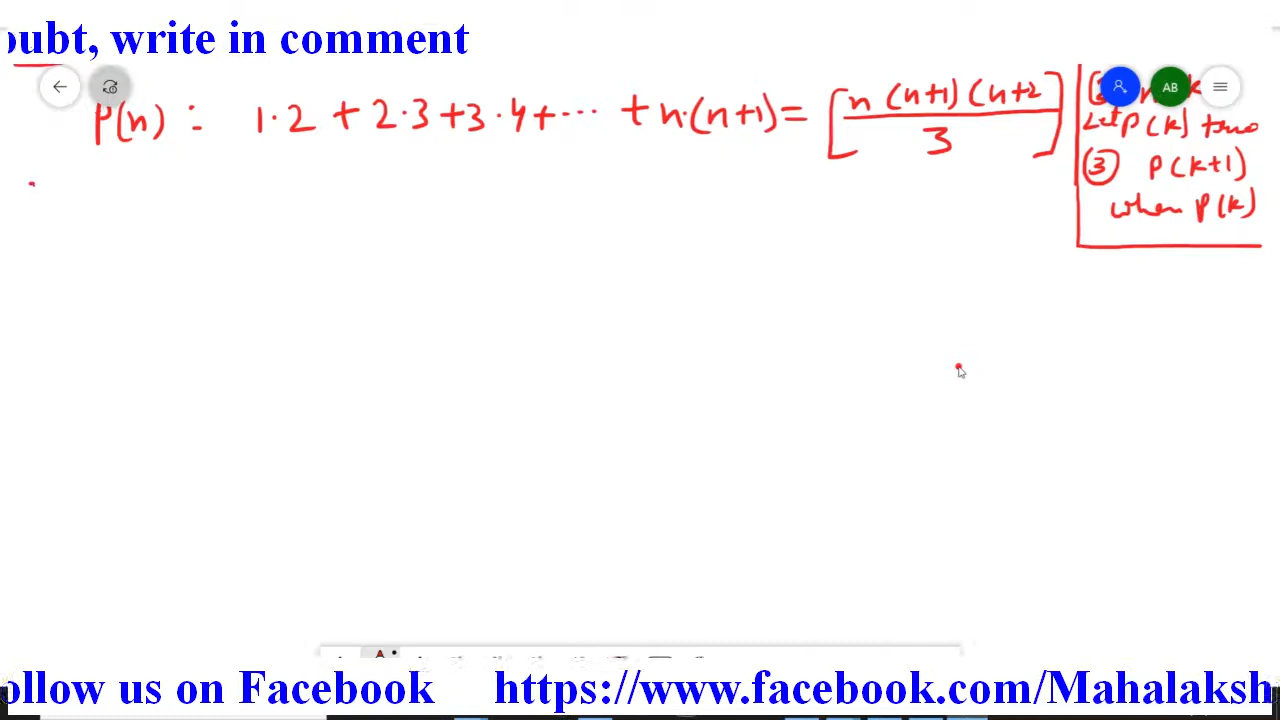 oubt, write in comment
P(n) : 1·2 + 2·3 + 3·4 + ··· + n·(n+1) = [n (n+1) (n+2) / 3]
Let P(k) true
③ P(k+1)
when P(k)
AB
ollow us on Facebook https://www.facebook.com/Mahalaksh